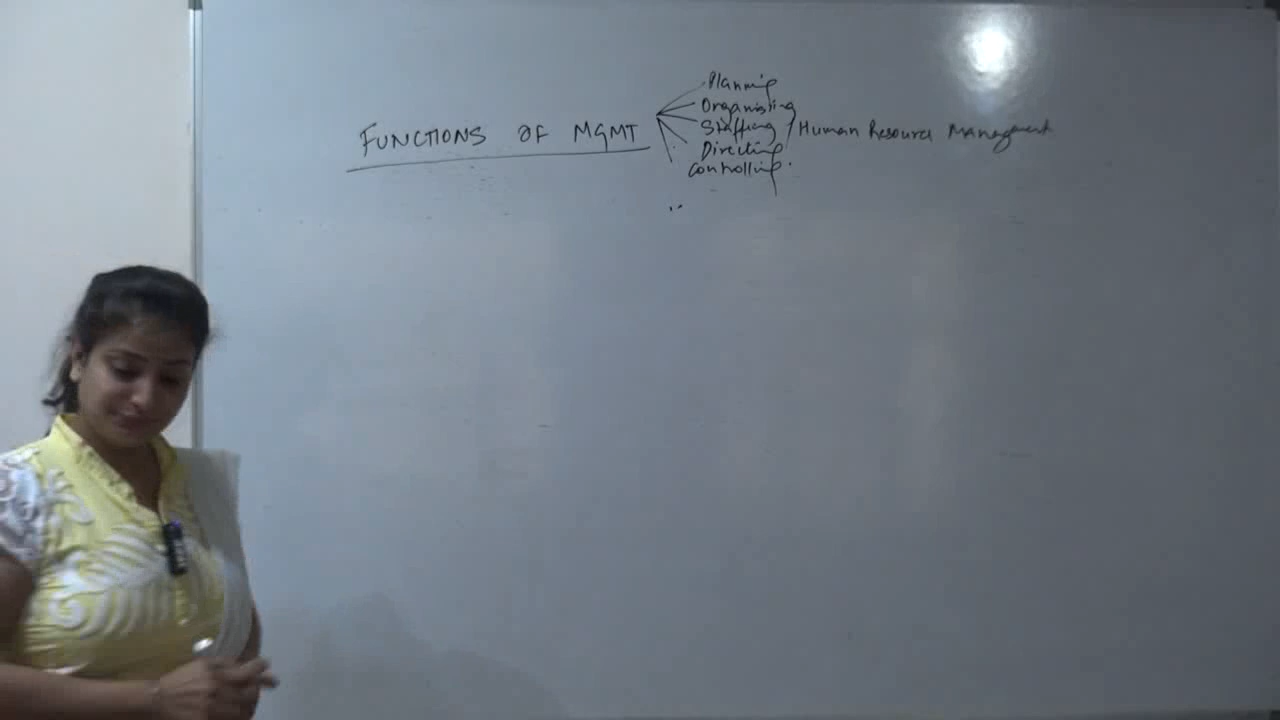 Planning
Organising
FUNCTIONS OF MGMT Staffing Human Resource Management
Directing
Controlling